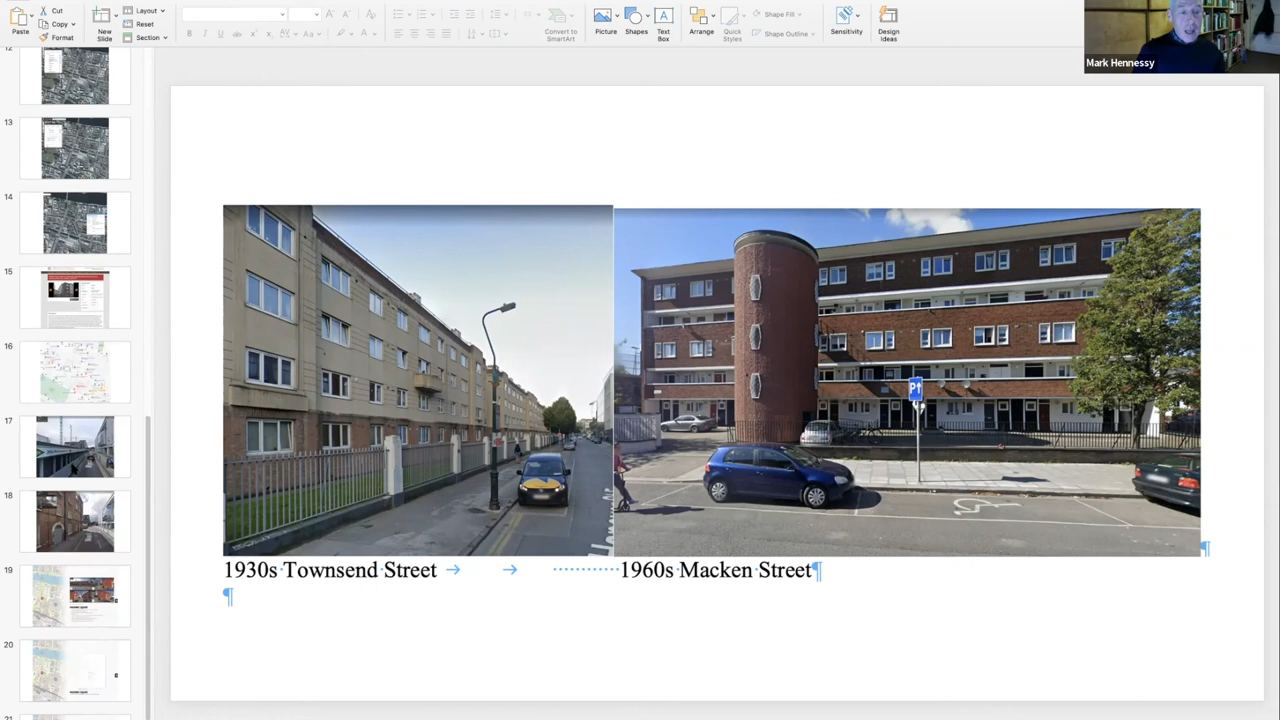 Cut
Copy
Format
Paste
New
Slide
Layout
Reset
Section
B I U
Convert to
SmartArt
Picture
Shapes
Text
Box
Arrange
Quick
Styles
Shape Fill
Shape Outline
Sensitivity
Design
Ideas
Mark Hennessy
12
13
14
15
16
17
18
19
20
P
1930s Townsend Street
1960s Macken Street